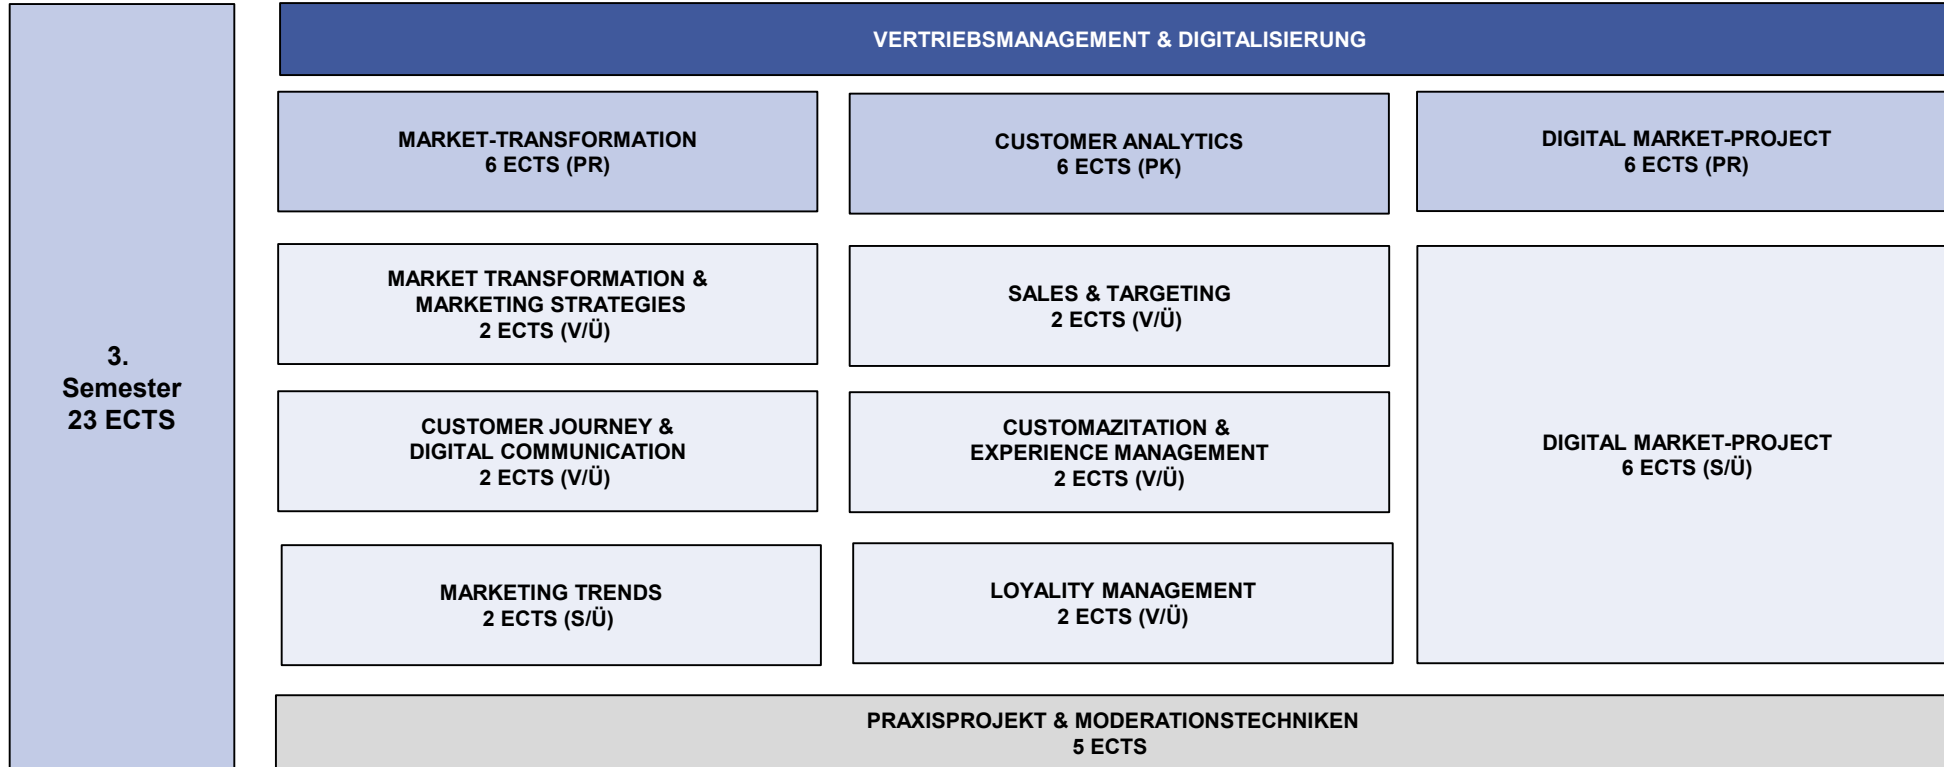 VERTRIEBSMANAGEMENT & DIGITALISIERUNG
3.
Semester
23 ECTS
MARKET-TRANSFORMATION
6 ECTS (PR)
CUSTOMER ANALYTICS
6 ECTS (PK)
DIGITAL MARKET-PROJECT
6 ECTS (PR)
MARKET TRANSFORMATION &
MARKETING STRATEGIES
2 ECTS (V/Ü)
SALES & TARGETING
2 ECTS (V/Ü)
DIGITAL MARKET-PROJECT
6 ECTS (S/Ü)
CUSTOMER JOURNEY &
DIGITAL COMMUNICATION
2 ECTS (V/Ü)
CUSTOMAZITATION &
EXPERIENCE MANAGEMENT
2 ECTS (V/Ü)
MARKETING TRENDS
2 ECTS (S/Ü)
LOYALITY MANAGEMENT
2 ECTS (V/Ü)
PRAXISPROJEKT & MODERATIONSTECHNIKEN
5 ECTS